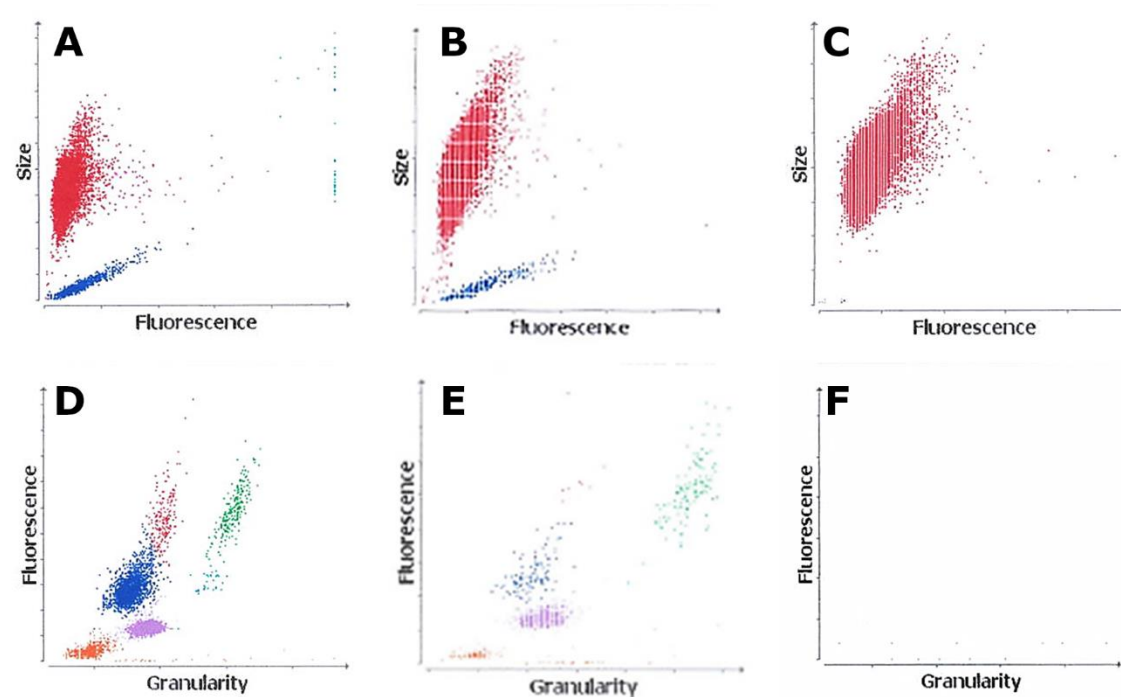 A
Size
Fluorescence
B
Size
Fluorescence
C
Size
Fluorescence
D
Fluorescence
Granularity
E
Fluorescence
Granularity
F
Fluorescence
Granularity